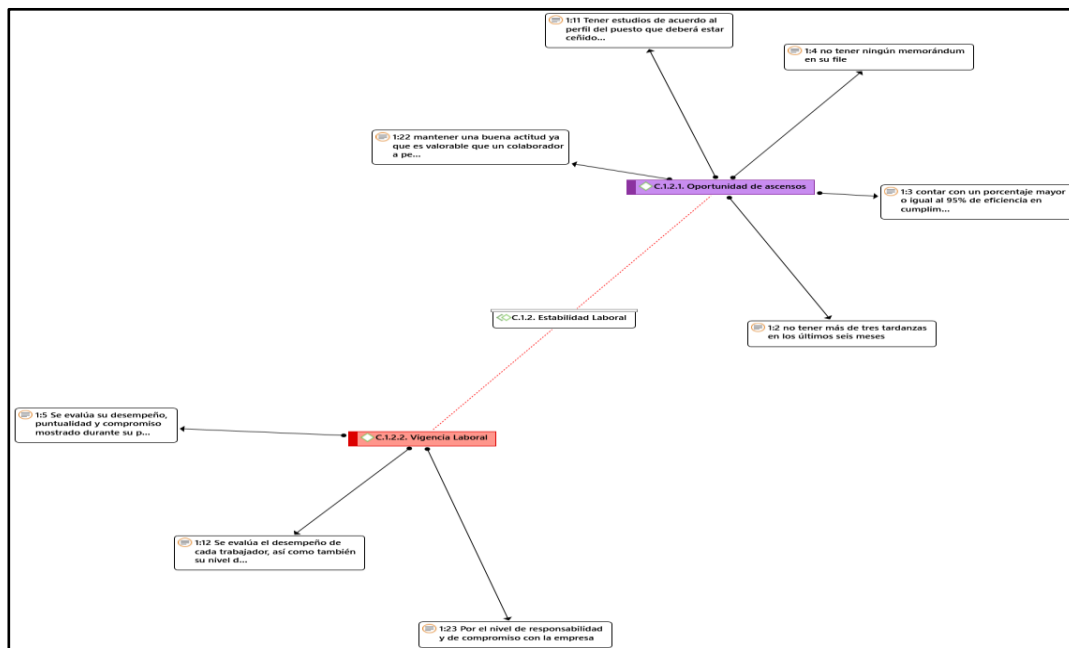 1:11 Tener estudios de acuerdo al
perfil del puesto que deberá estar
ceñido...
1:4 no tener ningún memorándum
en su file
1:22 mantener una buena actitud ya
que es valorable que un colaborador
a pe...
C.1.2.1. Oportunidad de ascensos
1:3 contar con un porcentaje mayor
o igual al 95% de eficiencia en
cumplim...
C.1.2. Estabilidad Laboral
1:2 no tener más de tres tardanzas
en los últimos seis meses
1:5 Se evalúa su desempeño,
puntualidad y compromiso
mostrado durante su p...
C.1.2.2. Vigencia Laboral
1:12 Se evalúa el desempeño de
cada trabajador, así como también
su nivel d...
1:23 Por el nivel de responsabilidad
y de compromiso con la empresa